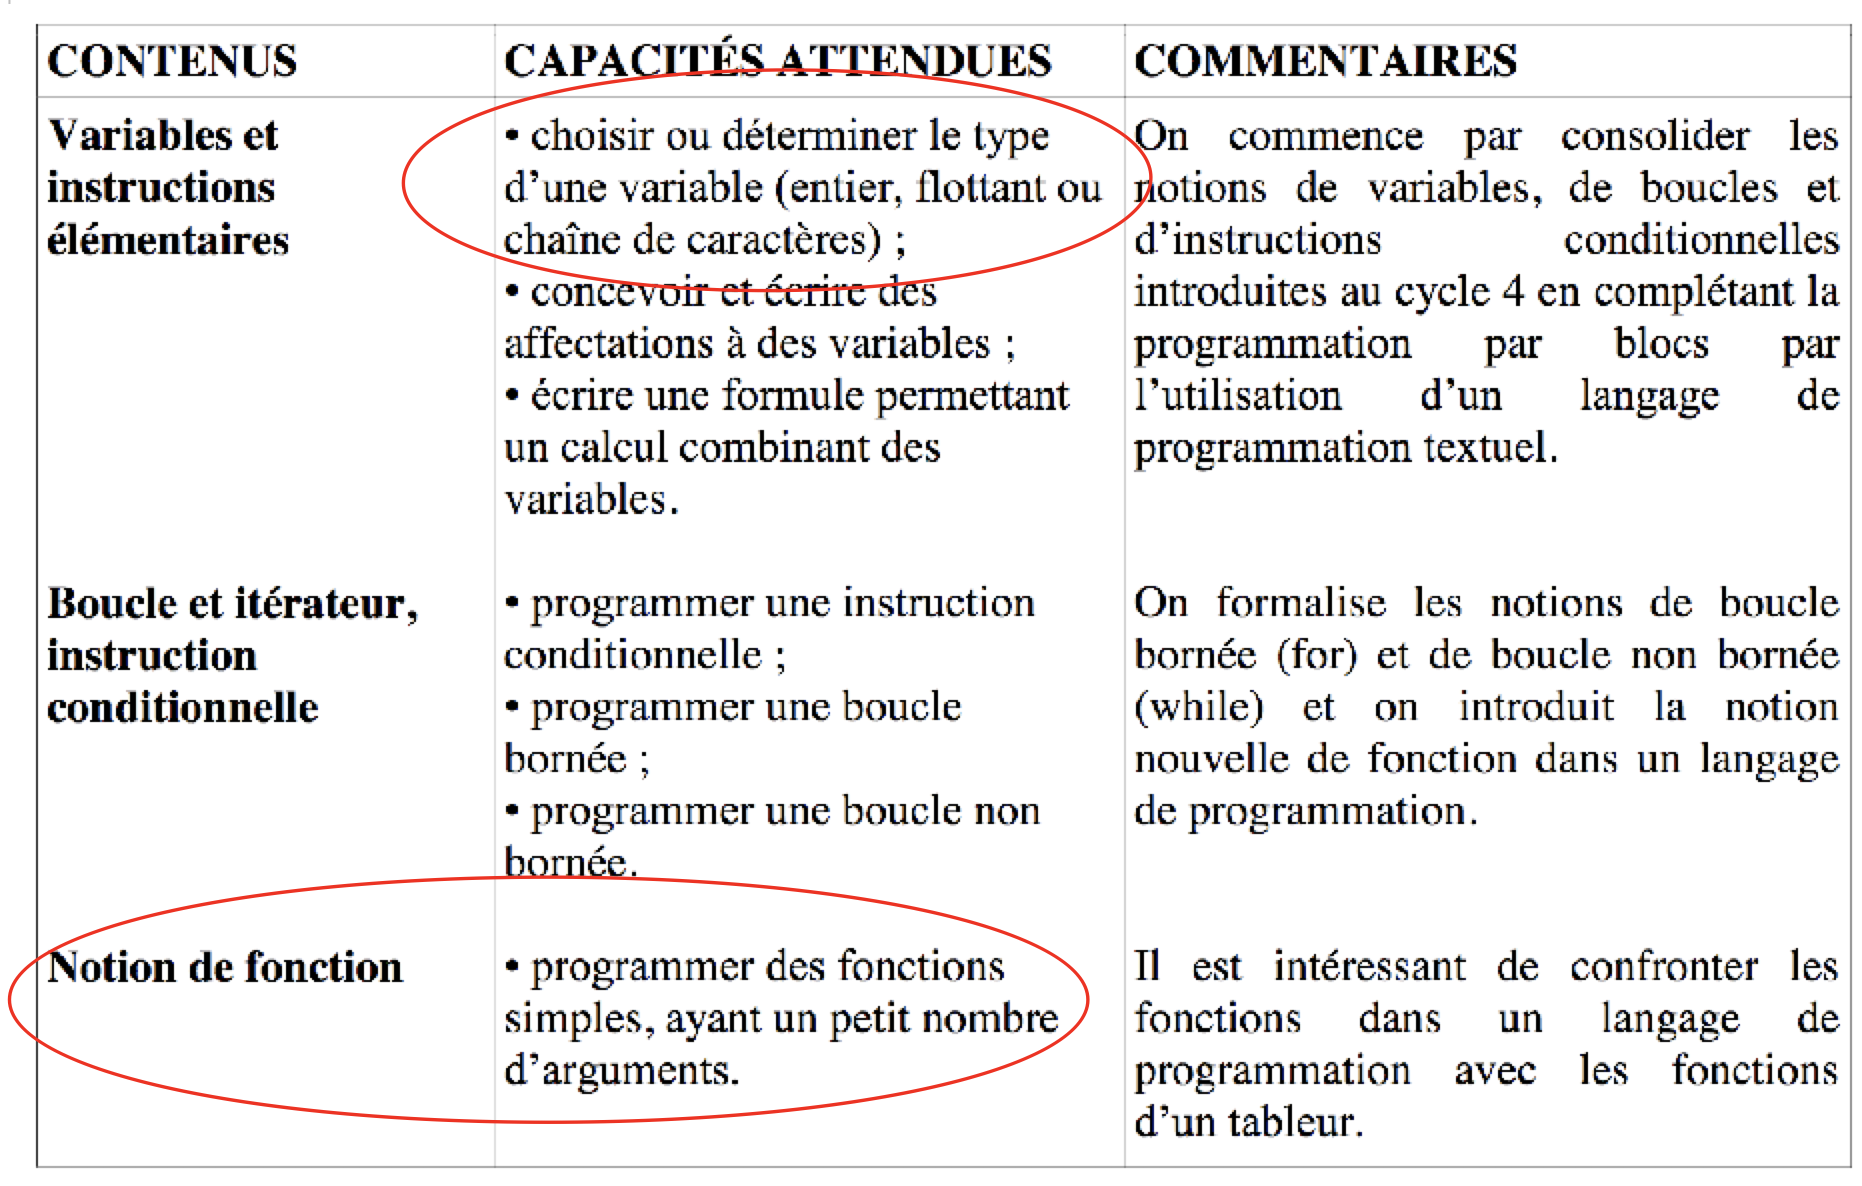 CONTENUS
CAPACITÉS ATTENDUES
COMMENTAIRES
Variables et
instructions
élémentaires
• choisir ou déterminer le type
d’une variable (entier, flottant ou
chaîne de caractères) ;
• concevoir et écrire des
affectations à des variables ;
• écrire une formule permettant
un calcul combinant des
variables.
On commence par consolider les
notions de variables, de boucles et
d’instructions conditionnelles
introduites au cycle 4 en complétant la
programmation par blocs par
l’utilisation d’un langage de
programmation textuel.
Boucle et itérateur,
instruction
conditionnelle
• programmer une instruction
conditionnelle ;
• programmer une boucle
bornée ;
• programmer une boucle non
bornée.
On formalise les notions de boucle
bornée (for) et de boucle non bornée
(while) et on introduit la notion
nouvelle de fonction dans un langage
de programmation.
Notion de fonction
• programmer des fonctions
simples, ayant un petit nombre
d’arguments.
Il est intéressant de confronter les
fonctions dans un langage de
programmation avec les fonctions
d’un tableur.